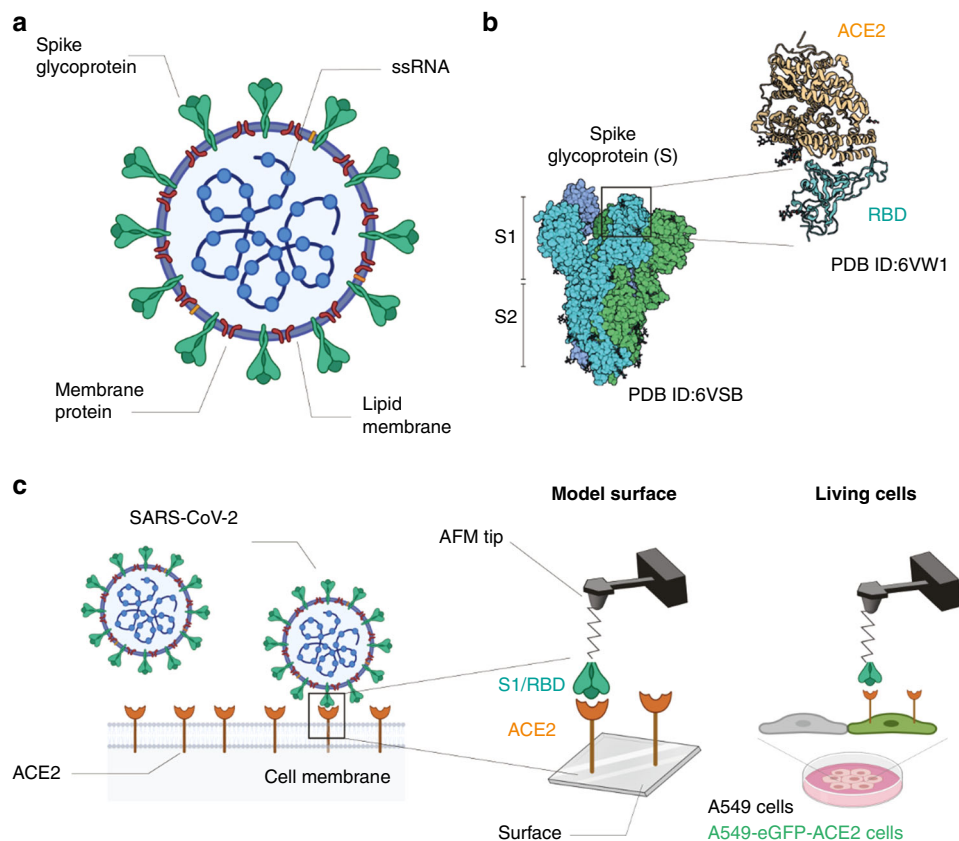 a
Spike
glycoprotein
ssRNA
Membrane
protein
Lipid
membrane
b
ACE2
Spike
glycoprotein (S)
S1
S2
RBD
PDB ID:6VW1
PDB ID:6VSB
c
SARS-CoV-2
ACE2
Cell membrane
Model surface
AFM tip
S1/RBD
ACE2
Surface
Living cells
A549 cells
A549-eGFP-ACE2 cells